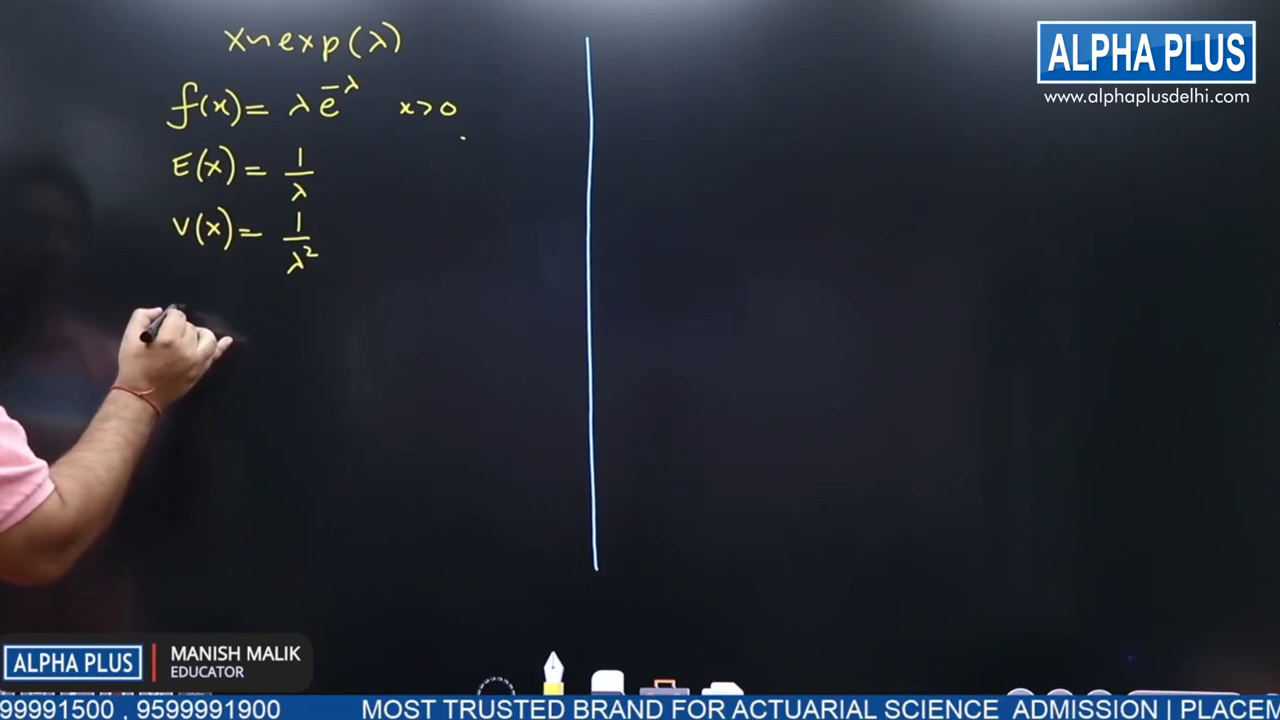 X~exp(λ)
f(x) = λ e^-λ x>0
E(X) = 1/λ
V(X) = 1/λ²
ALPHA PLUS
www.alphaplusdelhi.com
ALPHA PLUS
MANISH MALIK
EDUCATOR
99991500 , 9599991900 MOST TRUSTED BRAND FOR ACTUARIAL SCIENCE ADMISSION | PLACEM